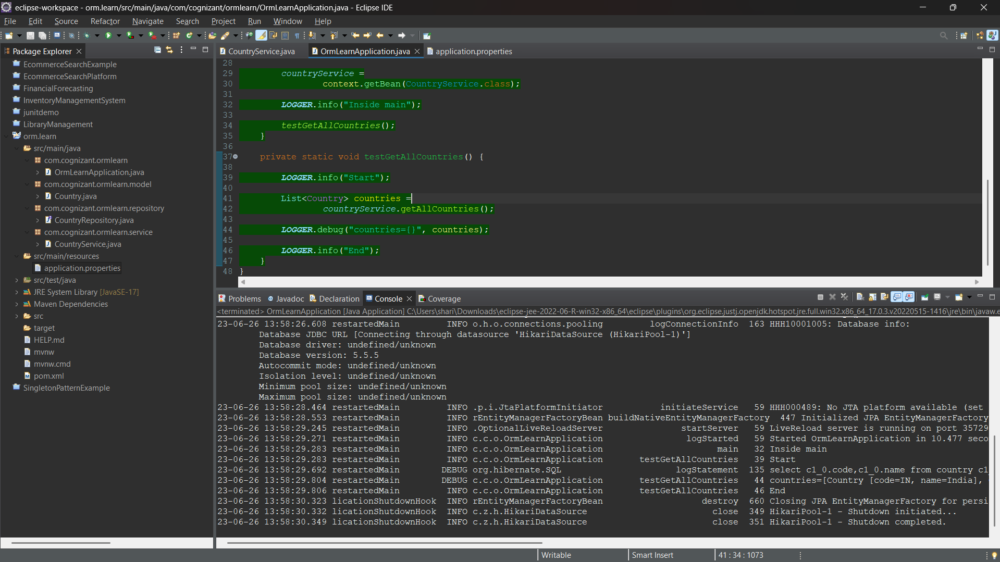 eclipse-workspace - orm.learn/src/main/java/com/cognizant/ormlearn/OrmLearnApplication.java - Eclipse IDE
File Edit Source Refactor Navigate Search Project Run Window Help
Package Explorer
EcommerceSearchExample
EcommerceSearchPlatform
FinancialForecasting
InventoryManagementSystem
junitdemo
LibraryManagement
orm.learn
src/main/java
com.cognizant.ormlearn
OrmLearnApplication.java
com.cognizant.ormlearn.model
Country.java
com.cognizant.ormlearn.repository
CountryRepository.java
com.cognizant.ormlearn.service
CountryService.java
src/main/resources
application.properties
src/test/java
JRE System Library [JavaSE-17]
Maven Dependencies
src
target
HELP.md
mvnw
mvnw.cmd
pom.xml
SingletonPatternExample
CountryService.java OrmLearnApplication.java application.properties
28
29 countryService =
30 context.getBean(CountryService.class);
31
32 LOGGER.info("Inside main");
33
34 testGetAllCountries();
35 }
36
37 private static void testGetAllCountries() {
38
39 LOGGER.info("Start");
40
41 List<Country> countries =
42 countryService.getAllCountries();
43
44 LOGGER.debug("countries={}", countries);
45
46 LOGGER.info("End");
47 }
48 }
Problems Javadoc Declaration Console Coverage
<terminated> OrmLearnApplication [Java Application] C:\Users\shari\Downloads\eclipse-jee-2022-06-R-win32-x86_64\eclipse\plugins\org.eclipse.justj.openjdk.hotspot.jre.full.win32.x86_64_17.0.3.v20220515-1416\jre\bin\javaw.e
23-06-26 13:58:26.608 restartedMain INFO o.h.o.connections.pooling logConnectionInfo 163 HHH10001005: Database info:
Database JDBC URL [Connecting through datasource 'HikariDataSource (HikariPool-1)']
Database driver: undefined/unknown
Database version: 5.5.5
Autocommit mode: undefined/unknown
Isolation level: undefined/unknown
Minimum pool size: undefined/unknown
Maximum pool size: undefined/unknown
23-06-26 13:58:28.464 restartedMain INFO .p.i.JtaPlatformInitiator initiateService 59 HHH000489: No JTA platform available (set
23-06-26 13:58:28.553 restartedMain INFO rEntityManagerFactoryBean buildNativeEntityManagerFactory 447 Initialized JPA EntityManagerFactory
23-06-26 13:58:29.245 restartedMain INFO .OptionalLiveReloadServer startServer 59 LiveReload server is running on port 35729
23-06-26 13:58:29.271 restartedMain INFO c.c.o.OrmLearnApplication logStarted 59 Started OrmLearnApplication in 10.477 seco
23-06-26 13:58:29.283 restartedMain INFO c.c.o.OrmLearnApplication main 32 Inside main
23-06-26 13:58:29.283 restartedMain INFO c.c.o.OrmLearnApplication testGetAllCountries 39 Start
23-06-26 13:58:29.692 restartedMain DEBUG org.hibernate.SQL logStatement 135 select c1_0.code,c1_0.name from country c1_
23-06-26 13:58:29.804 restartedMain DEBUG c.c.o.OrmLearnApplication testGetAllCountries 44 countries=[Country [code=IN, name=India],
23-06-26 13:58:29.806 restartedMain INFO c.c.o.OrmLearnApplication testGetAllCountries 46 End
23-06-26 13:58:30.323 licationShutdownHook INFO rEntityManagerFactoryBean destroy 660 Closing JPA EntityManagerFactory for persi
23-06-26 13:58:30.332 licationShutdownHook INFO c.z.h.HikariDataSource close 349 HikariPool-1 - Shutdown initiated...
23-06-26 13:58:30.349 licationShutdownHook INFO c.z.h.HikariDataSource close 351 HikariPool-1 - Shutdown completed.
Writable Smart Insert 41 : 34 : 1073